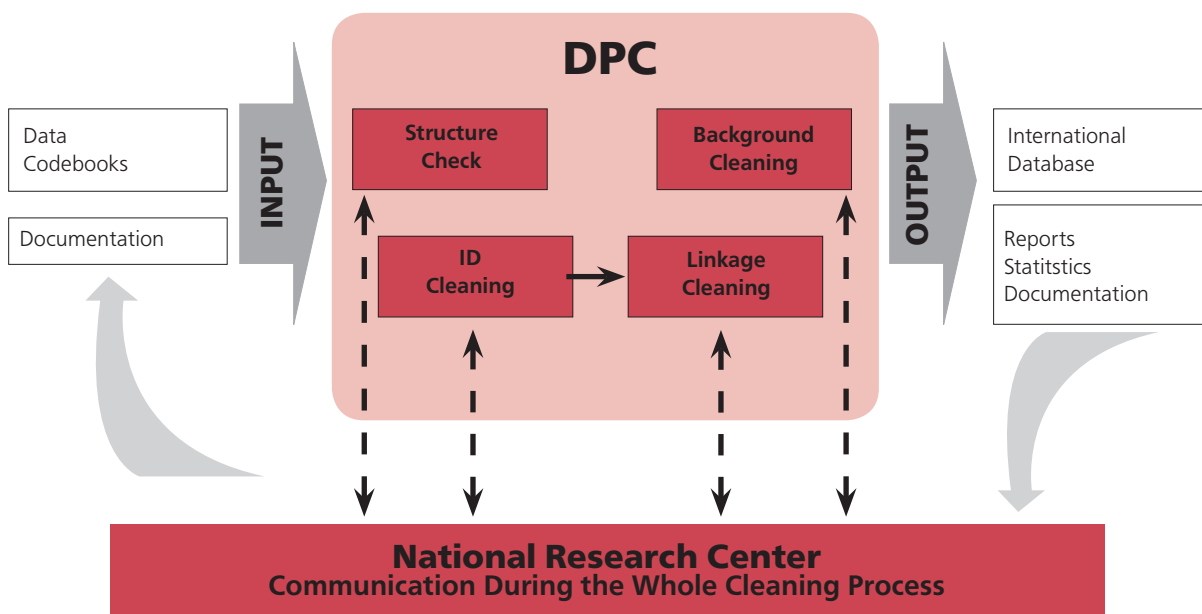 DPC
Data
Codebooks
Documentation
INPUT
Structure
Check
Background
Cleaning
ID
Cleaning
Linkage
Cleaning
OUTPUT
International
Database
Reports
Statitstics
Documentation
National Research Center
Communication During the Whole Cleaning Process